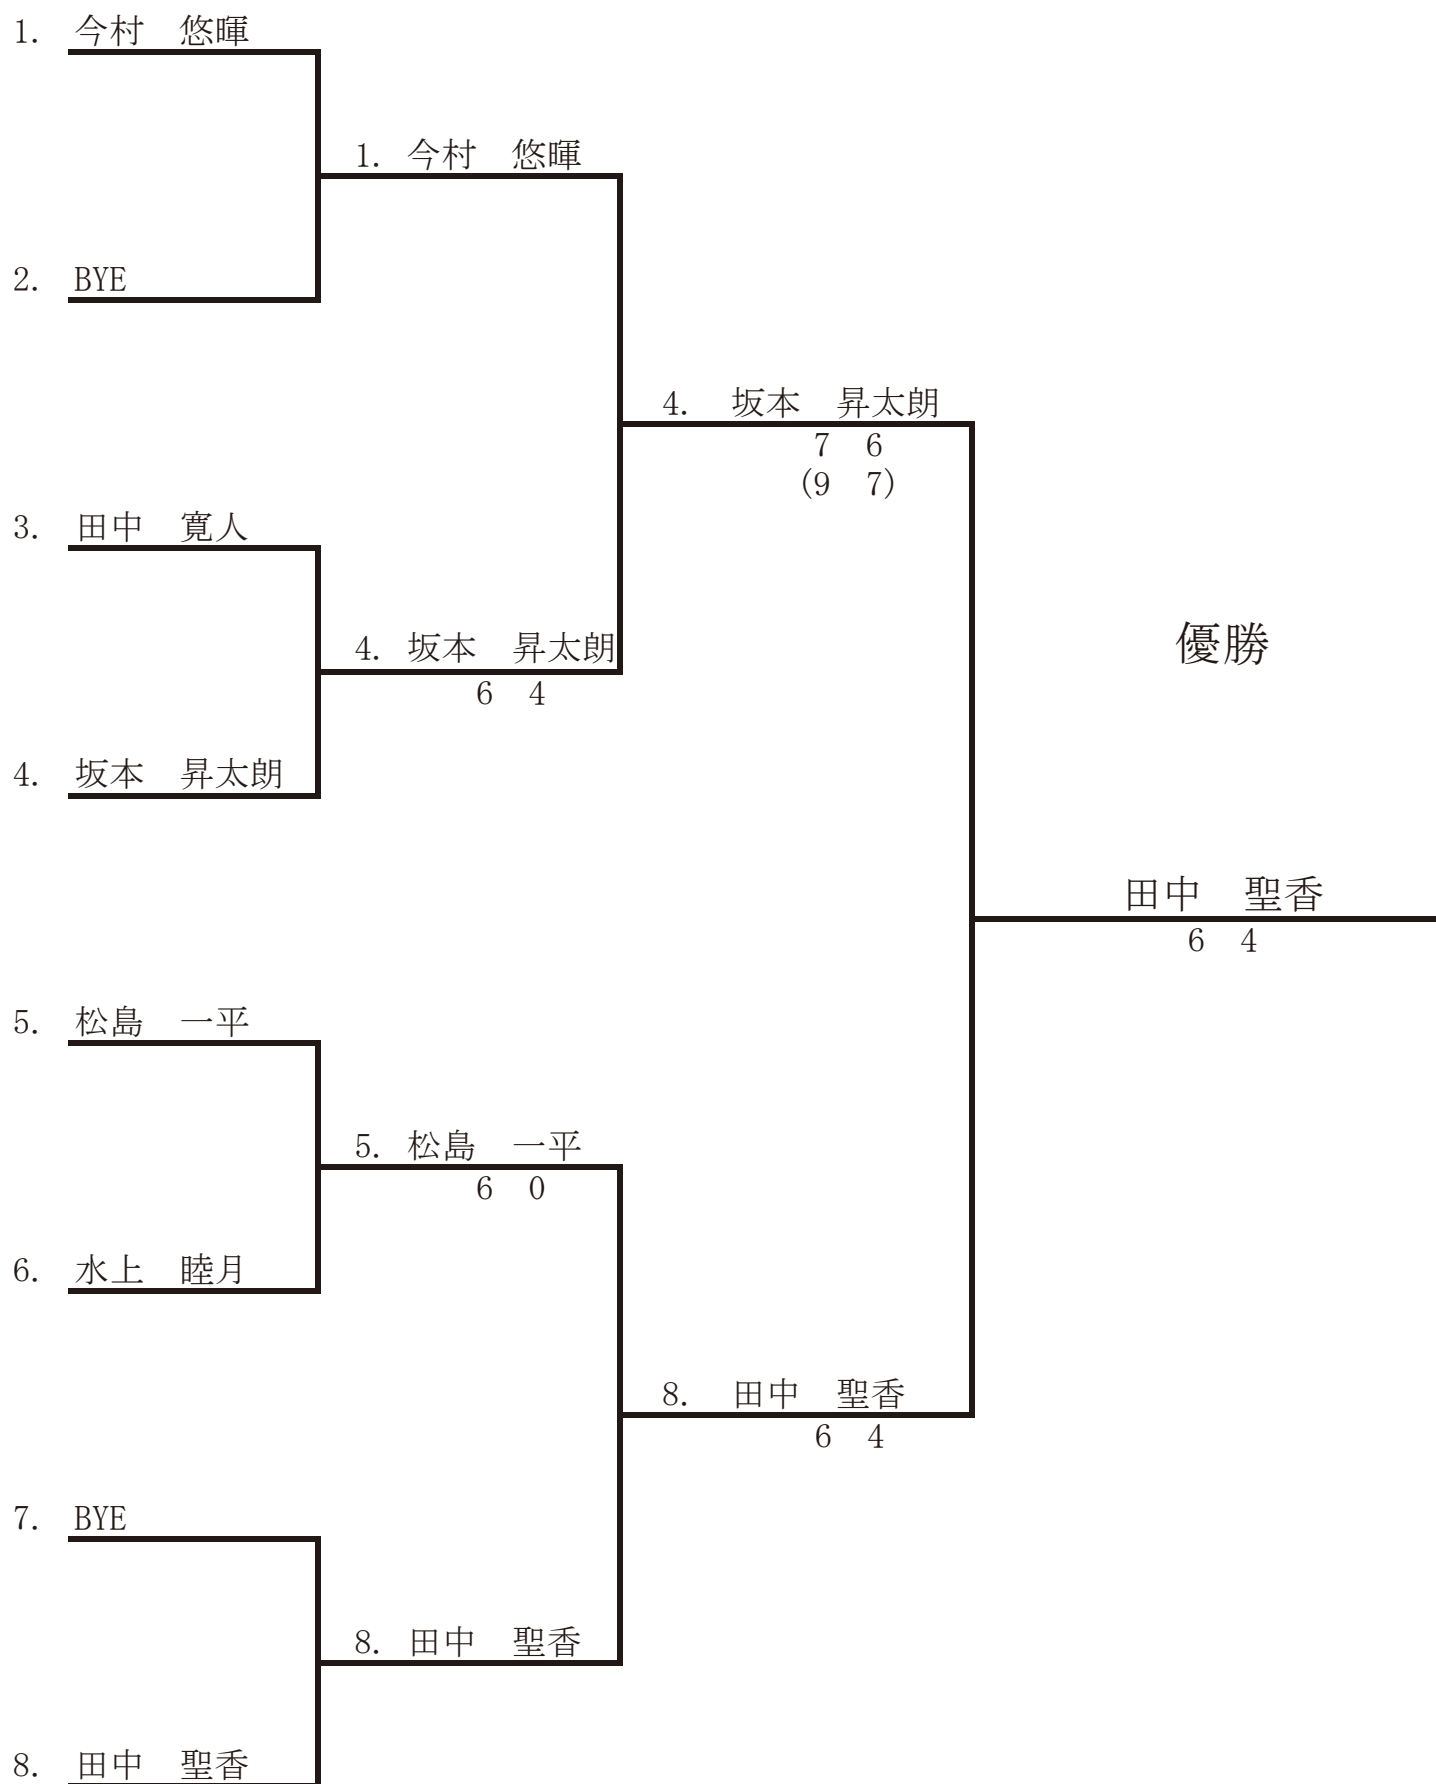 1. 今村　悠暉
1. 今村　悠暉
2. BYE
4. 坂本　昇太朗
7 6
(9 7)
3. 田中　寛人
優勝
4. 坂本　昇太朗
6 4
4. 坂本　昇太朗
田中　聖香
6 4
5. 松島　一平
5. 松島　一平
6 0
6. 水上　睦月
8. 田中　聖香
6 4
7. BYE
8. 田中　聖香
8. 田中　聖香